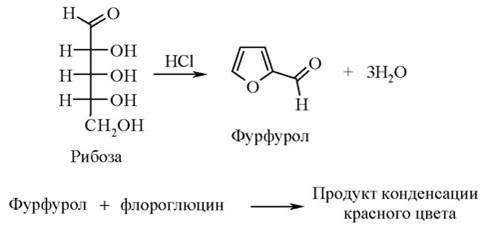 H O
H OH
H OH
H OH
CH₂OH
Рибоза
HCl
O
O
H
Фурфурол
+ 3H₂O
Фурфурол + флороглюцин
Продукт конденсации
красного цвета